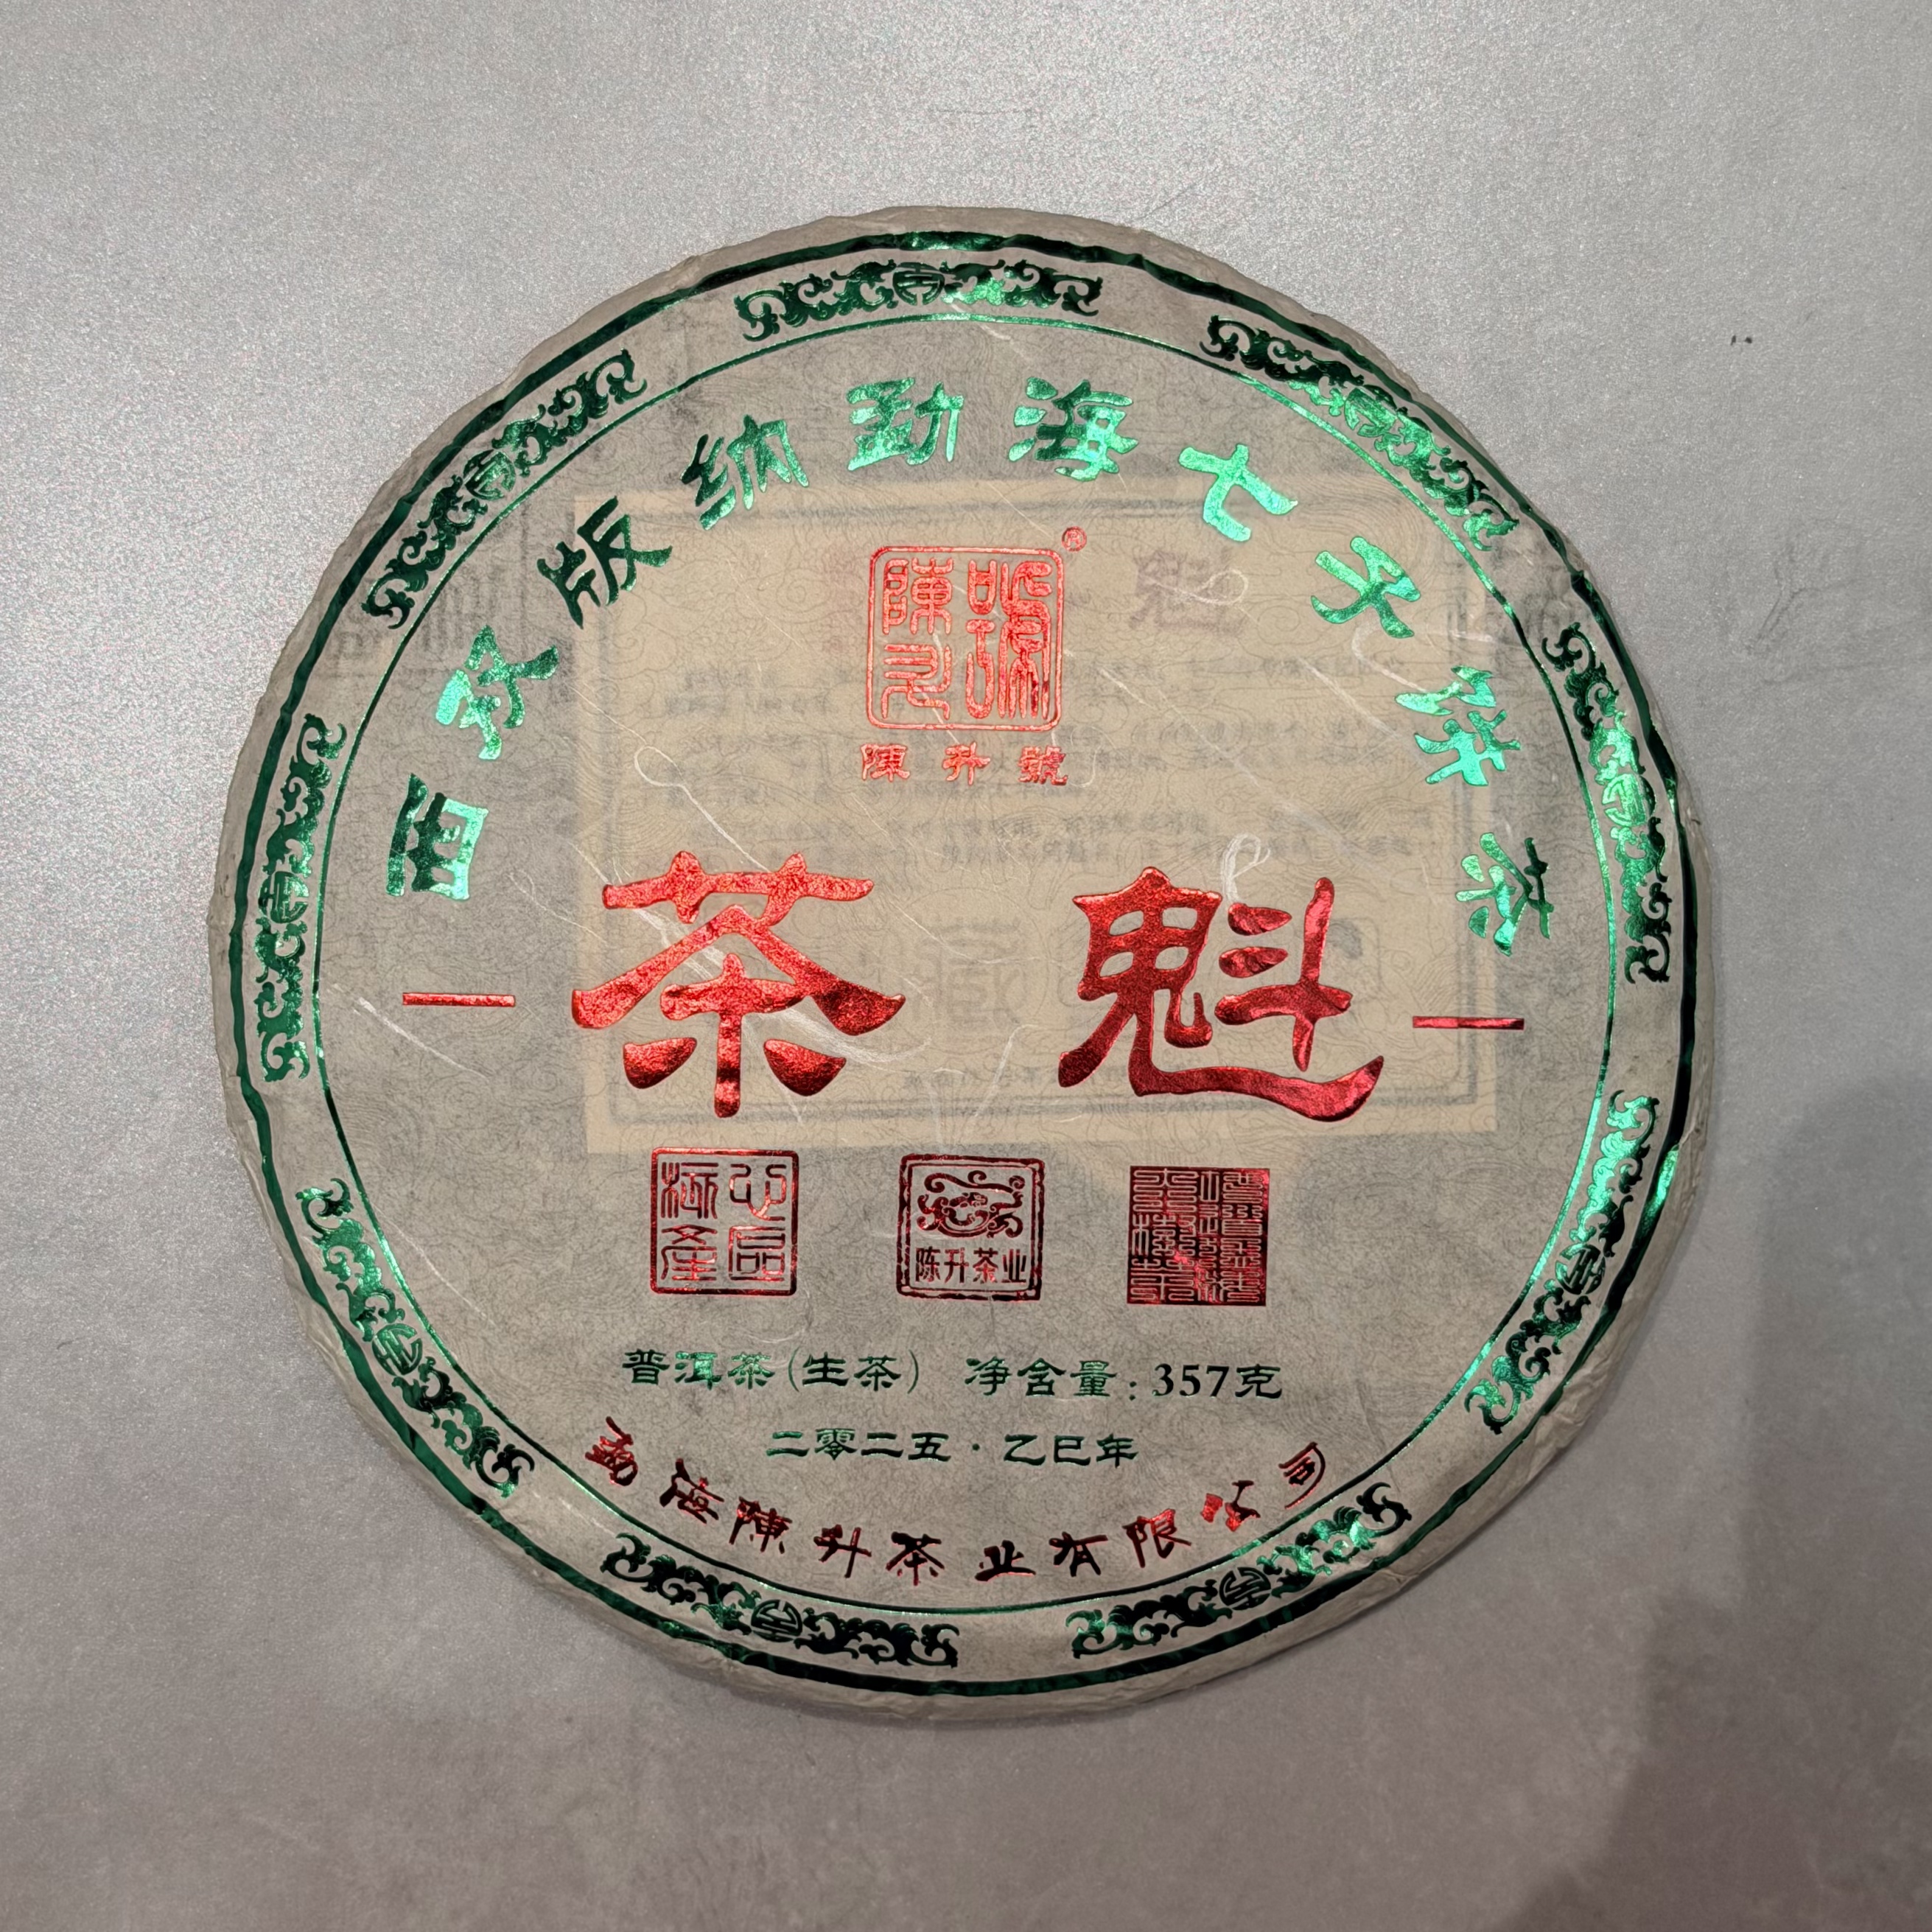 西双版纳勐海七子饼茶
陳升號
®
陳升號
茶魁
陈升茶业
普洱茶(生茶) 净含量:357克
二零二五·乙巳年
勐海陳升茶业有限公司